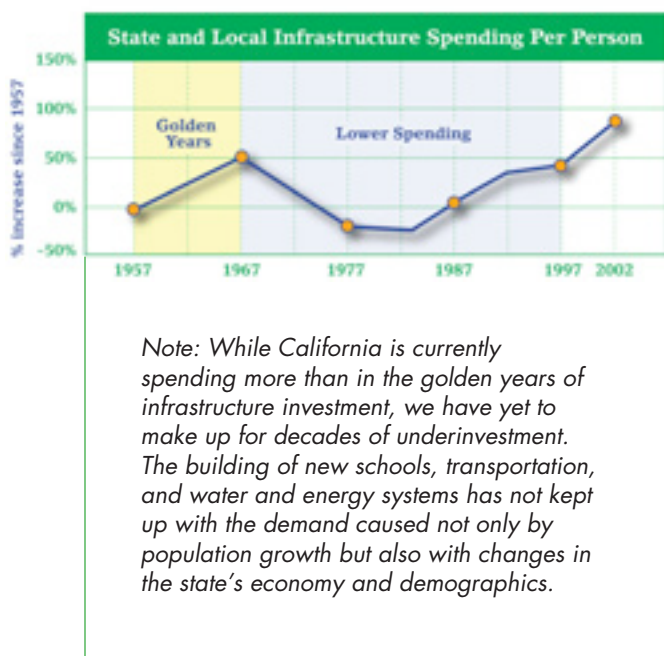 State and Local Infrastructure Spending Per Person
% increase since 1957
150%
100%
50%
0%
-50%
Golden
Years
Lower Spending
1957 1967 1977 1987 1997 2002
Note: While California is currently
spending more than in the golden years of
infrastructure investment, we have yet to
make up for decades of underinvestment.
The building of new schools, transportation,
and water and energy systems has not kept
up with the demand caused not only by
population growth but also with changes in
the state’s economy and demographics.